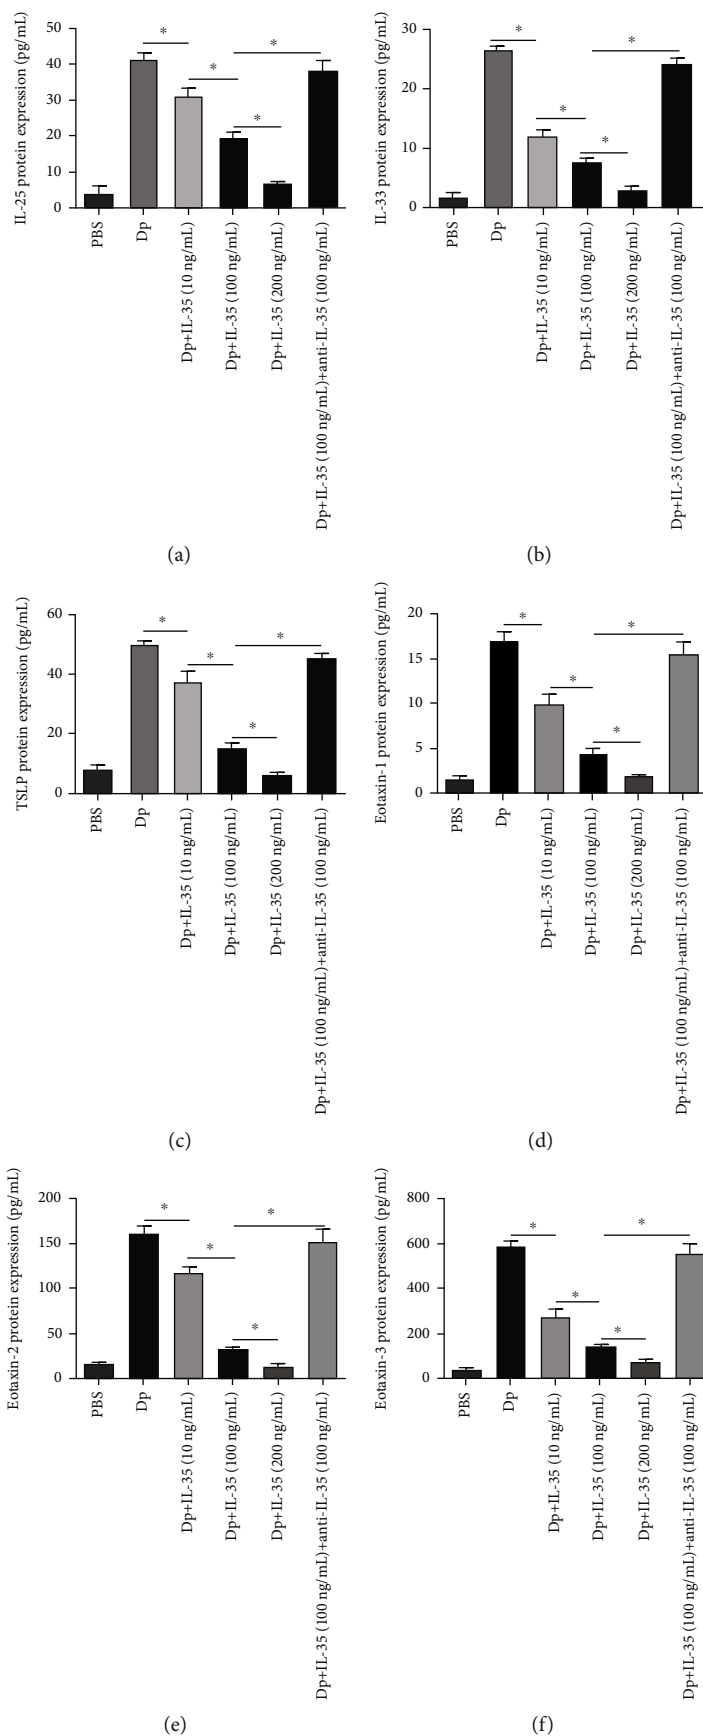 IL-25 protein expression (pg/mL)
50
40
30
20
10
0
*
*
*
*
PBS
Dp
Dp+IL-35 (10 ng/mL)
Dp+IL-35 (100 ng/mL)
Dp+IL-35 (200 ng/mL)
Dp+IL-35 (100 ng/mL)+anti-IL-35 (100 ng/mL)
(a)
IL-33 protein expression (pg/mL)
30
20
10
0
*
*
*
*
PBS
Dp
Dp+IL-35 (10 ng/mL)
Dp+IL-35 (100 ng/mL)
Dp+IL-35 (200 ng/mL)
Dp+IL-35 (100 ng/mL)+anti-IL-35 (100 ng/mL)
(b)
TSLP protein expression (pg/mL)
60
40
20
0
*
*
*
*
PBS
Dp
Dp+IL-35 (10 ng/mL)
Dp+IL-35 (100 ng/mL)
Dp+IL-35 (200 ng/mL)
Dp+IL-35 (100 ng/mL)+anti-IL-35 (100 ng/mL)
(c)
Eotaxin-1 protein expression (pg/mL)
20
15
10
5
0
*
*
*
*
PBS
Dp
Dp+IL-35 (10 ng/mL)
Dp+IL-35 (100 ng/mL)
Dp+IL-35 (200 ng/mL)
Dp+IL-35 (100 ng/mL)+anti-IL-35 (100 ng/mL)
(d)
Eotaxin-2 protein expression (pg/mL)
200
150
100
50
0
*
*
*
*
PBS
Dp
Dp+IL-35 (10 ng/mL)
Dp+IL-35 (100 ng/mL)
Dp+IL-35 (200 ng/mL)
Dp+IL-35 (100 ng/mL)+anti-IL-35 (100 ng/mL)
(e)
Eotaxin-3 protein expression (pg/mL)
800
600
400
200
0
*
*
*
*
PBS
Dp
Dp+IL-35 (10 ng/mL)
Dp+IL-35 (100 ng/mL)
Dp+IL-35 (200 ng/mL)
Dp+IL-35 (100 ng/mL)+anti-IL-35 (100 ng/mL)
(f)